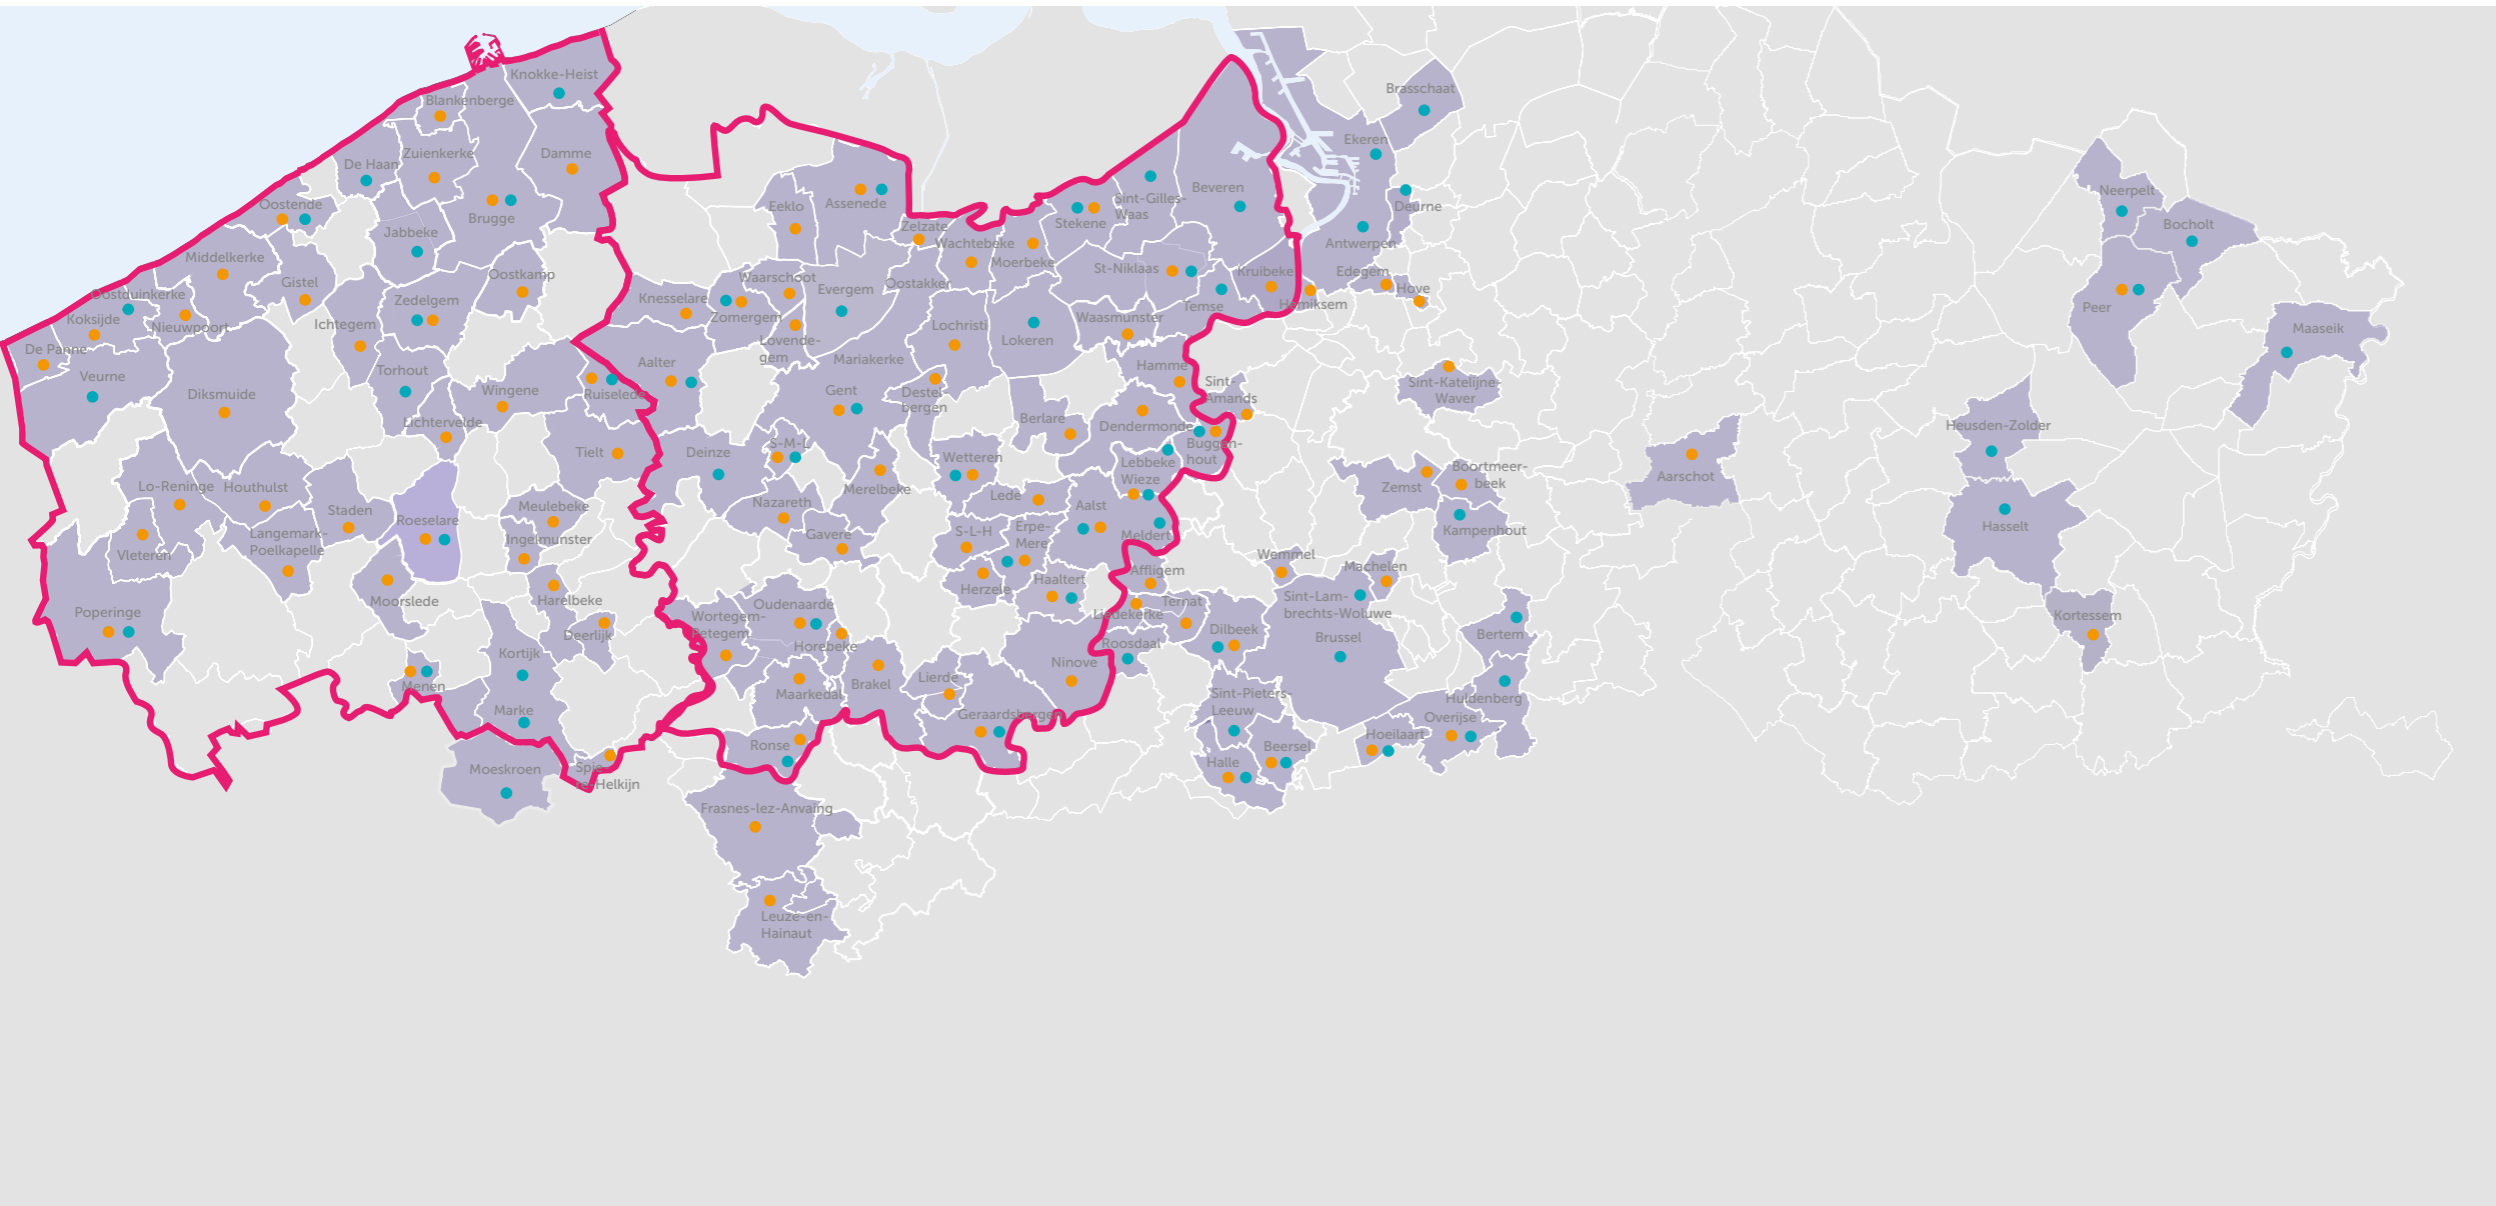 Knokke-Heist
Blankenberge
Brasschaat
Zuienkerke
Damme
Ekeren
De Haan
Neerpelt
Beveren
Sint-Gilles-
Waas
Oostende
Brugge
Eeklo
Assenede
Stekene
Deurne
Bocholt
Jabbeke
Zelzate
Wachtebeke
Antwerpen
Middelkerke
Moerbeke
St-Niklaas
Kruibeke
Edegem
Gistel
Oostkamp
Waarschoot
Evergem
Oostakker
Hove
Oostduinkerke
Zedelgem
Knesselare
Temse
Hemiksem
Peer
Koksijde
Nieuwpoort
Ichtegem
Zomergem
Lochristi
Waasmunster
Maaseik
De Panne
Lovende-
gem
Lokeren
Veurne
Torhout
Aalter
Mariakerke
Hamme
Sint-
Amands
Sint-Katelijne-
Waver
Diksmuide
Wingene
Ruiselede
Gent
Destel-
bergen
Lichtervelde
Berlare
Dendermonde
Heusden-Zolder
Tielt
Deinze
S-M-L
Wetteren
Buggen-
hout
Lebbeke
Wieze
Boortmeer-
beek
Aarschot
Lo-Reninge
Houthulst
Merelbeke
Lede
Zemst
Staden
Roeselare
Meulebeke
Nazareth
Aalst
Hasselt
Langemark-
Poelkapelle
Ingelmunster
Gavere
S-L-H
Erpe-
Mere
Meldert
Kampenhout
Vleteren
Wemmel
Machelen
Affligem
Moorslede
Harelbeke
Herzele
Haaltert
Sint-Lam-
brechts-Woluwe
Poperinge
Oudenaarde
Wortegem-
Petegem
Liedekerke
Ternat
Kortessem
Deerlijk
Horebeke
Roosdaal
Dilbeek
Brussel
Bertem
Kortijk
Ninove
Menen
Maarkedal
Brakel
Lierde
Sint-Pieters-
Leeuw
Huldenberg
Marke
Geraardsbergen
Overijse
Ronse
Hoeilaart
Beersel
Moeskroen
Spie
re-Helkijn
Halle
Frasnes-lez-Anvaing
Leuze-en-
Hainaut